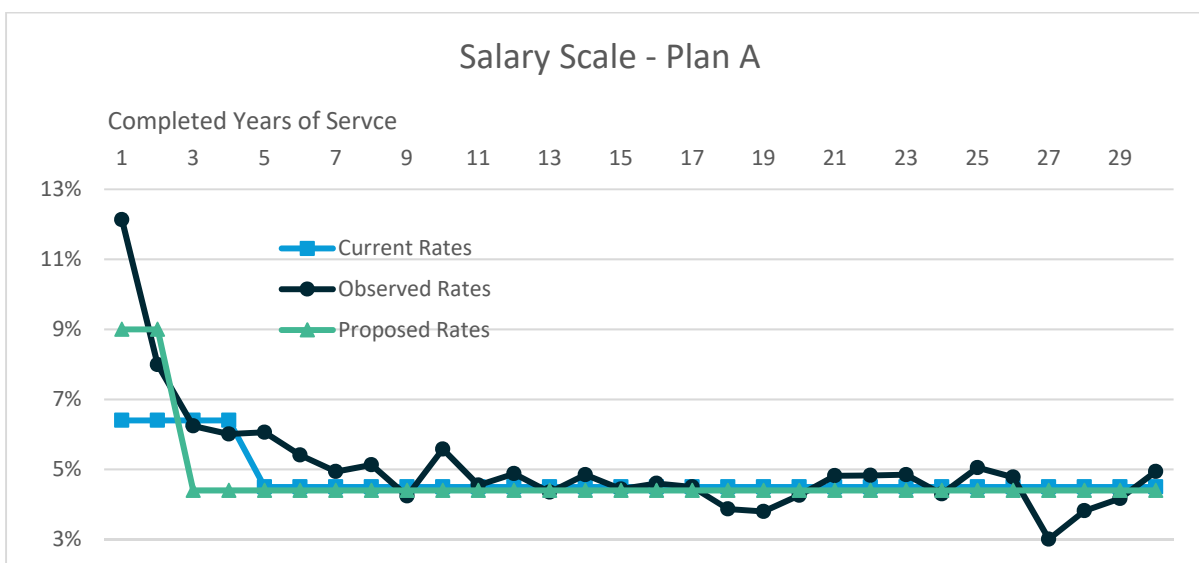 Salary Scale - Plan A
Completed Years of Servce
1 3 5 7 9 11 13 15 17 19 21 23 25 27 29
13%
11%
Current Rates
Observed Rates
9%
Proposed Rates
7%
5%
3%